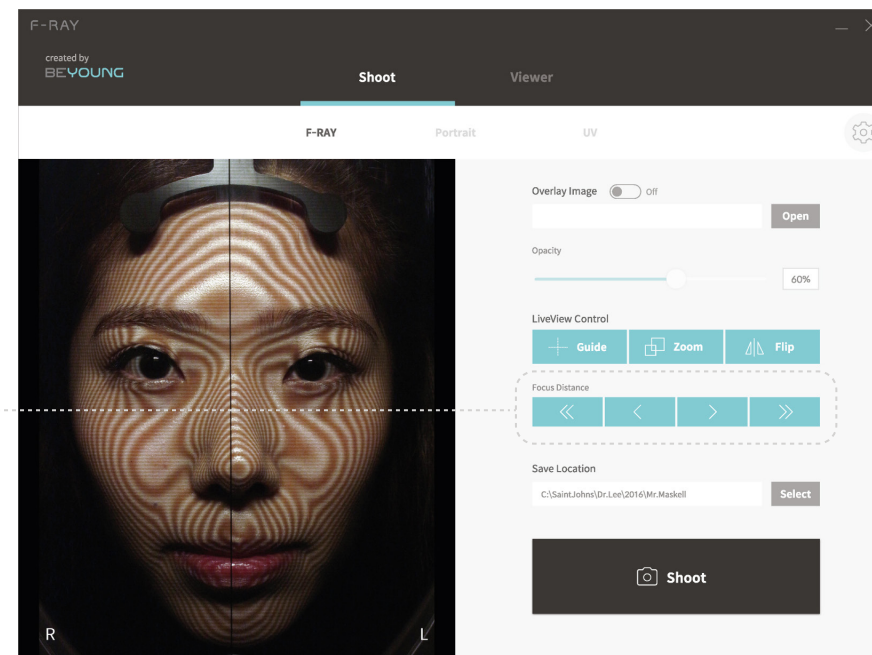 F-RAY
created by
BEYOUNG
Shoot Viewer
F-RAY Portrait UV
Overlay Image Off
Open
Opacity
60%
LiveView Control
Guide Zoom Flip
Focus Distance
Save Location
C:\SaintJohns\Dr.Lee\2016\Mr.Maskell Select
Shoot
R L